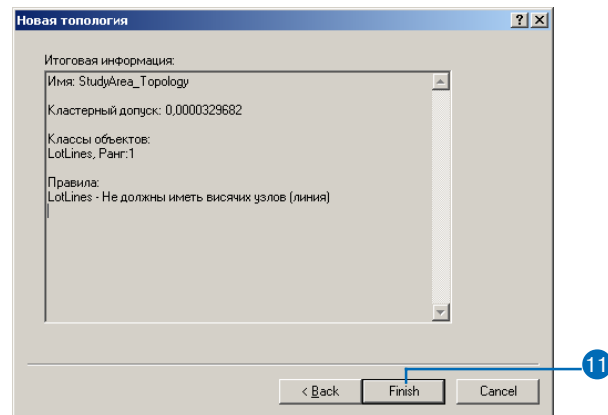 Новая топология
Итоговая информация:
Имя: StudyArea_Topology
Кластерный допуск: 0,0000329682
Классы объектов:
LotLines, Ранг:1
Правила:
LotLines - Не должны иметь висячих узлов (линия)
< Back Finish Cancel
11